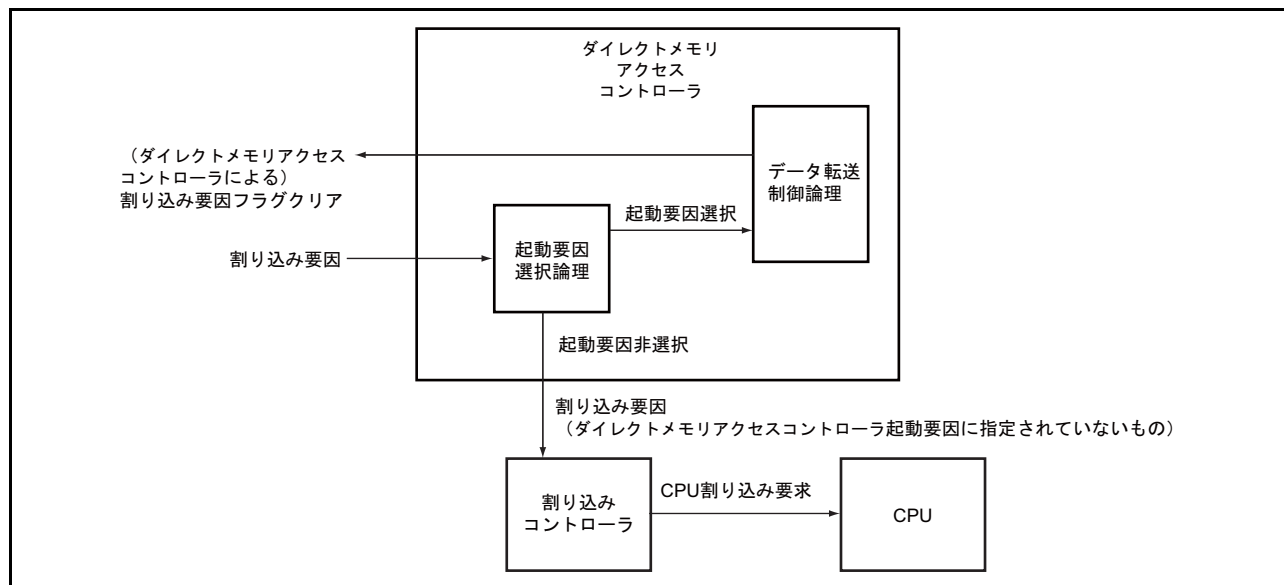 ダイレクトメモリ
アクセス
コントローラ
（ダイレクトメモリアクセス
コントローラによる）
割り込み要因フラグクリア
データ転送
制御論理
起動要因選択
割り込み要因
起動要因
選択論理
起動要因非選択
割り込み要因
（ダイレクトメモリアクセスコントローラ起動要因に指定されていないもの）
割り込み
コントローラ
CPU割り込み要求
CPU